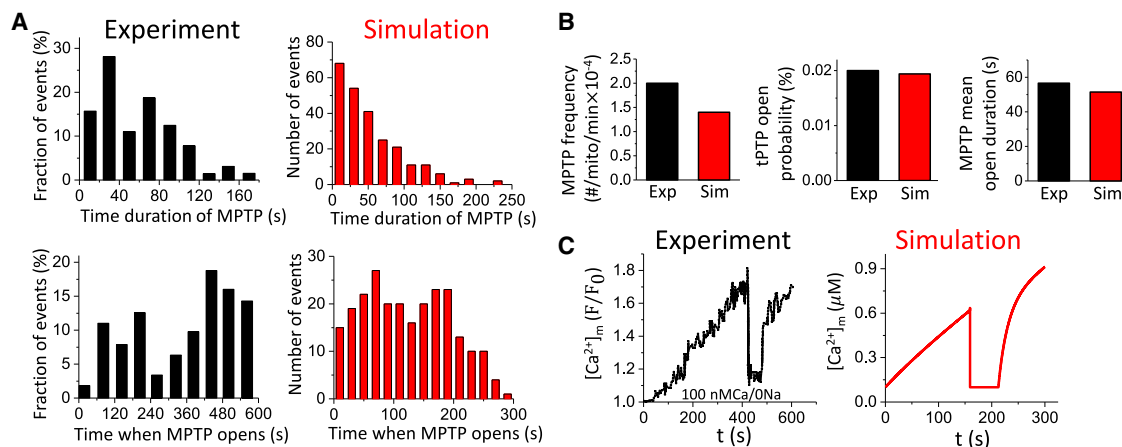 A
Experiment
Simulation
Fraction of events (%)
30
20
10
0
40
80
120
160
Time duration of MPTP (s)
Number of events
80
60
40
20
0
0
50
100
150
200
250
Time duration of MPTP (s)
Fraction of events (%)
20
15
10
5
0
0
120
240
360
480
600
Time when MPTP opens (s)
Number of events
30
20
10
0
0
100
200
300
Time when MPTP opens (s)
B
MPTP frequency
(#/mito/min×10⁻⁴)
2.5
2.0
1.5
1.0
0.5
0.0
Exp
Sim
tPTP open
probability (%)
0.02
0.01
0.00
Exp
Sim
MPTP mean
open duration (s)
60
40
20
0
Exp
Sim
C
Experiment
Simulation
[Ca²⁺]ₘ (F/F₀)
1.8
1.6
1.4
1.2
1.0
100 nMCa/0Na
0
200
400
600
t (s)
[Ca²⁺]ₘ (μM)
0.9
0.6
0.3
0.0
0
100
200
300
t (s)